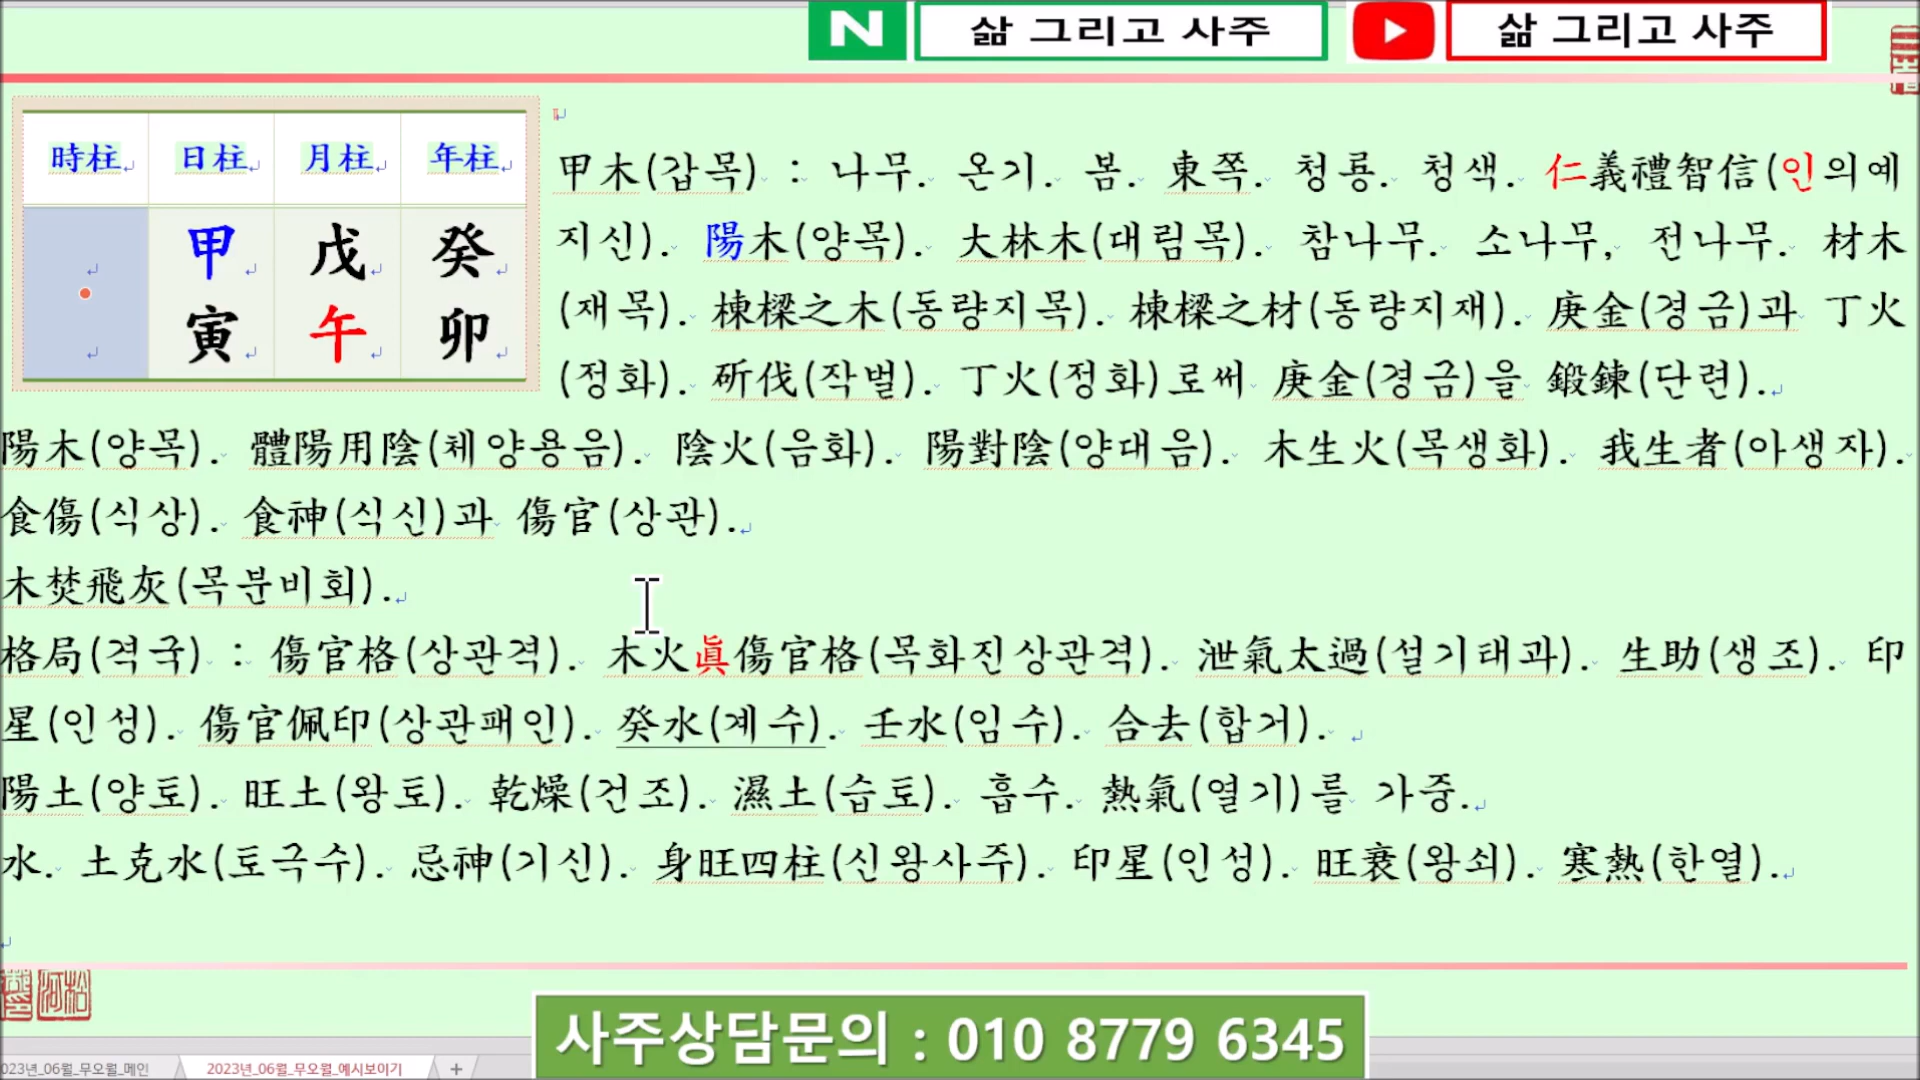 N 삶 그리고 사주 삶 그리고 사주
時柱 日柱 月柱 年柱
甲 戊 癸
寅 午 卯
甲木(갑목) : 나무. 온기. 봄. 東쪽. 청룡. 청색. 仁義禮智信(인의예
지신). 陽木(양목). 大林木(대림목). 참나무. 소나무, 전나무. 材木
(재목). 棟樑之木(동량지목). 棟樑之材(동량지재). 庚金(경금)과 丁火
(정화). 斫伐(작벌). 丁火(정화)로써 庚金(경금)을 鍛鍊(단련).
陽木(양목). 體陽用陰(체양용음). 陰火(음화). 陽對陰(양대음). 木生火(목생화). 我生者(아생자).
食傷(식상). 食神(식신)과 傷官(상관).
木焚飛灰(목분비회).
格局(격국) : 傷官格(상관격). 木火眞傷官格(목화진상관격). 泄氣太過(설기태과). 生助(생조). 印
星(인성). 傷官佩印(상관패인). 癸水(계수). 壬水(임수). 合去(합거).
陽土(양토). 旺土(왕토). 乾燥(건조). 濕土(습토). 흡수. 熱氣(열기)를 가중.
水. 土克水(토극수). 忌神(기신). 身旺四柱(신왕사주). 印星(인성). 旺衰(왕쇠). 寒熱(한열).
사주상담문의 : 010 8779 6345
023년_06월_무오월_메인 2023년_06월_무오월_예시보이기 +